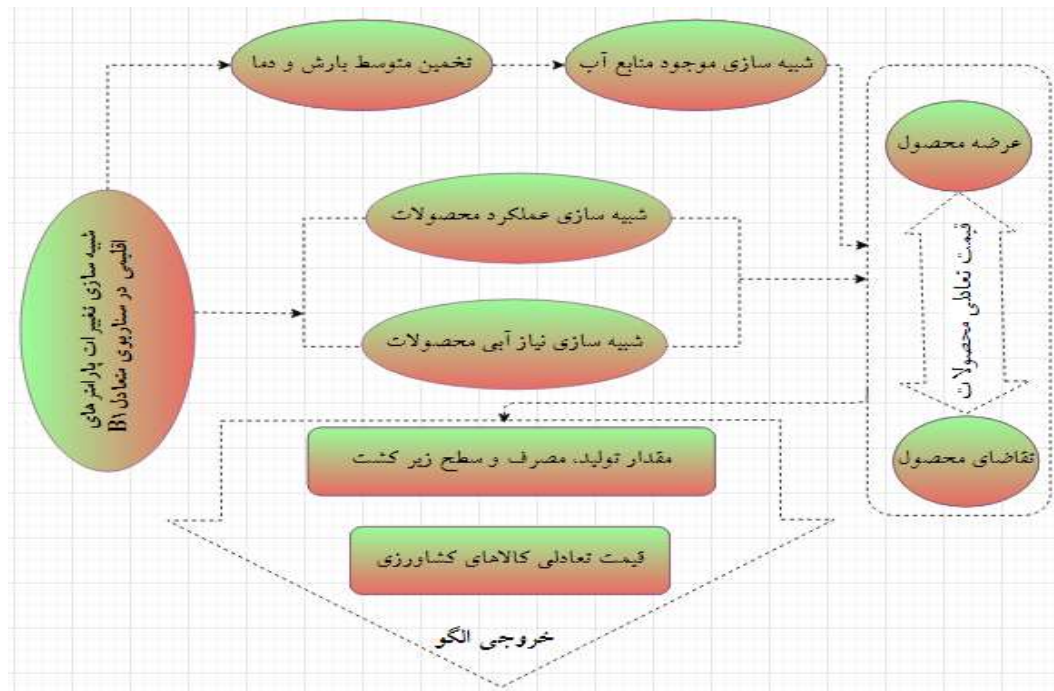 تخمین متوسط بارش و دما
شبیه سازی موجود منابع آب
عرضه محصول
شبیه سازی عملکرد محصولات
شبیه سازی تغییرات پارامترهای
اقلیمی در سناریوی متعادل B۱
قیمت تعادلی محصولات
شبیه سازی نیاز آبی محصولات
تقاضای محصول
مقدار تولید، مصرف و سطح زیر کشت
قیمت تعادلی کالاهای کشاورزی
خروجی الگو